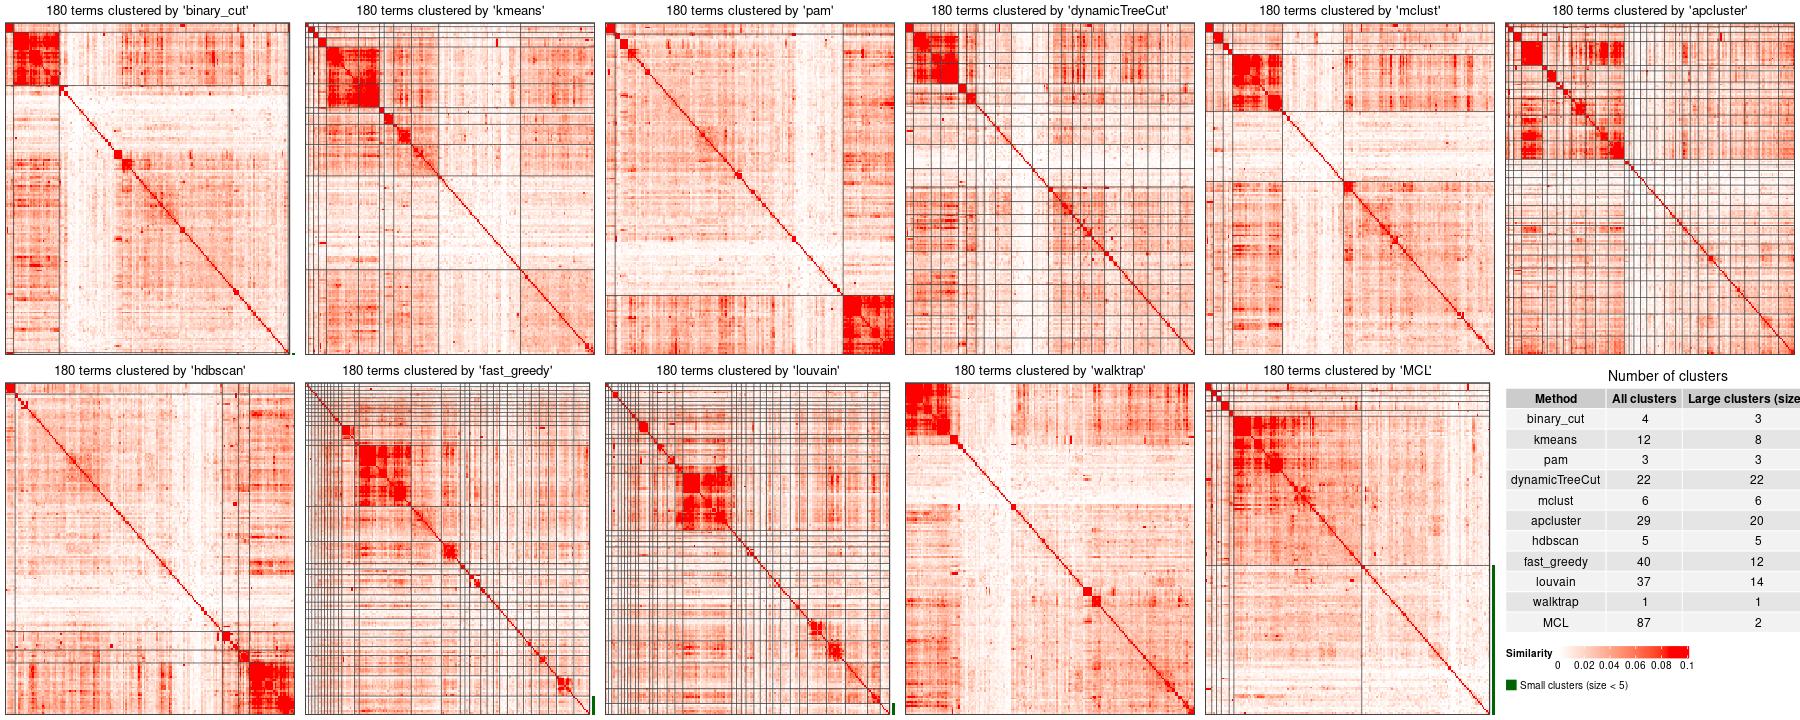 180 terms clustered by 'binary_cut'
180 terms clustered by 'kmeans'
180 terms clustered by 'pam'
180 terms clustered by 'dynamicTreeCut'
180 terms clustered by 'mclust'
180 terms clustered by 'apcluster'
180 terms clustered by 'hdbscan'
180 terms clustered by 'fast_greedy'
180 terms clustered by 'louvain'
180 terms clustered by 'walktrap'
180 terms clustered by 'MCL'
Number of clusters
Method All clusters Large clusters (size
binary_cut 4 3
kmeans 12 8
pam 3 3
dynamicTreeCut 22 22
mclust 6 6
apcluster 29 20
hdbscan 5 5
fast_greedy 40 12
louvain 37 14
walktrap 1 1
MCL 87 2
Similarity
0 0.02 0.04 0.06 0.08 0.1
Small clusters (size < 5)